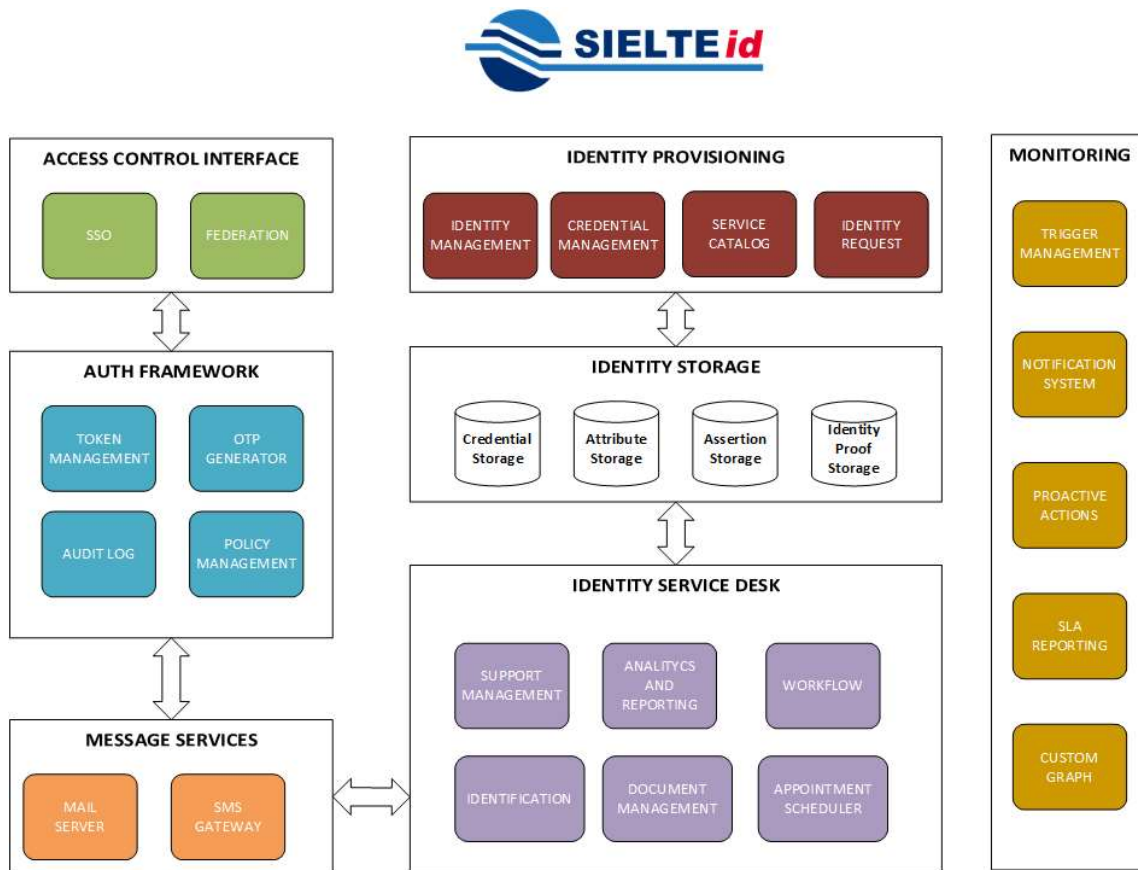 SIELTE id
ACCESS CONTROL INTERFACE
SSO
FEDERATION
IDENTITY PROVISIONING
IDENTITY
MANAGEMENT
CREDENTIAL
MANAGEMENT
SERVICE
CATALOG
IDENTITY
REQUEST
MONITORING
TRIGGER
MANAGEMENT
NOTIFICATION
SYSTEM
PROACTIVE
ACTIONS
SLA
REPORTING
CUSTOM
GRAPH
AUTH FRAMEWORK
TOKEN
MANAGEMENT
OTP
GENERATOR
AUDIT LOG
POLICY
MANAGEMENT
IDENTITY STORAGE
Credential
Storage
Attribute
Storage
Assertion
Storage
Identity
Proof
Storage
IDENTITY SERVICE DESK
SUPPORT
MANAGEMENT
ANALITYCS
AND
REPORTING
WORKFLOW
IDENTIFICATION
DOCUMENT
MANAGEMENT
APPOINTMENT
SCHEDULER
MESSAGE SERVICES
MAIL
SERVER
SMS
GATEWAY